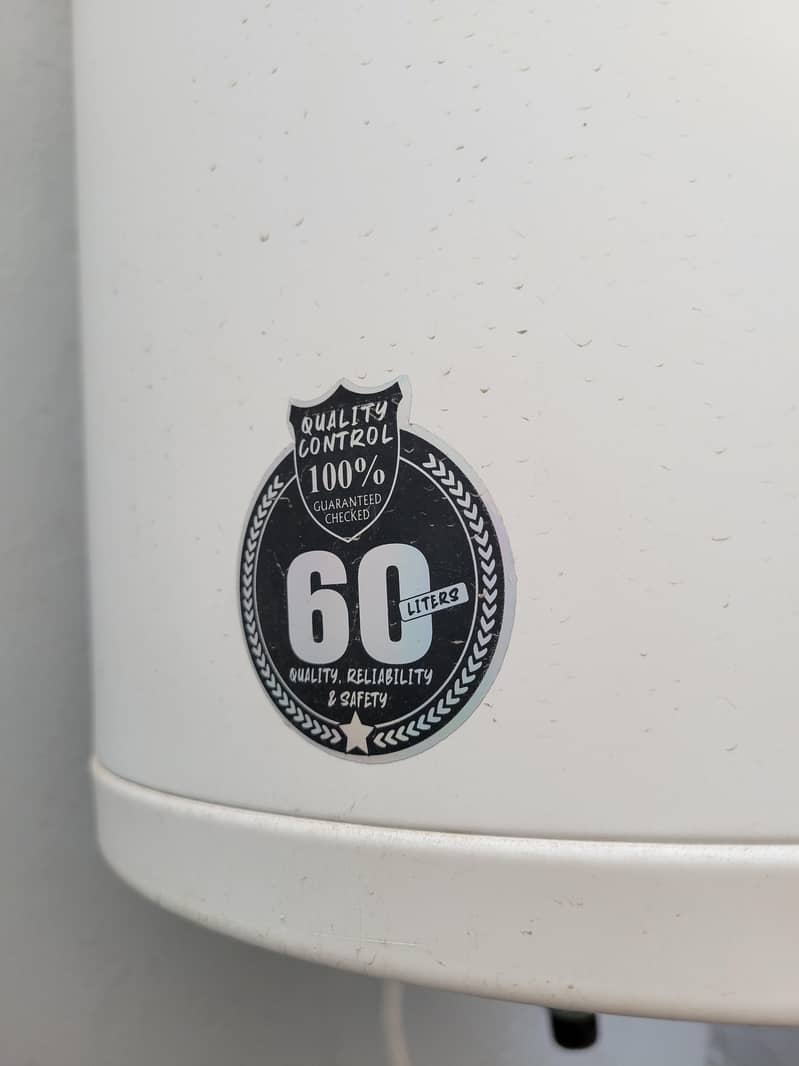 QUALITY
CONTROL
100%
GUARANTEED
CHECKED
60
LITERS
QUALITY, RELIABILITY
& SAFETY